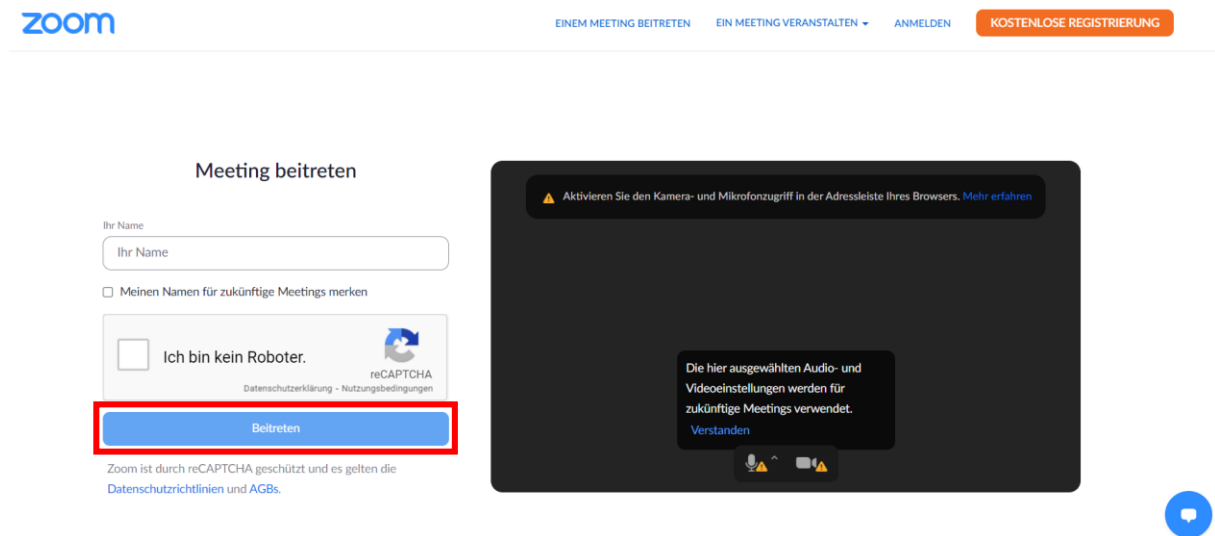 zoom
EINEM MEETING BEITRETEN EIN MEETING VERANSTALTEN ANMELDEN KOSTENLOSE REGISTRIERUNG
Meeting beitreten
Ihr Name
Ihr Name
Meinen Namen für zukünftige Meetings merken
Ich bin kein Roboter.
reCAPTCHA
Datenschutzerklärung - Nutzungsbedingungen
Beitreten
Zoom ist durch reCAPTCHA geschützt und es gelten die
Datenschutzrichtlinien und AGBs.
Aktivieren Sie den Kamera- und Mikrofonzugriff in der Adressleiste Ihres Browsers. Mehr erfahren
Die hier ausgewählten Audio- und
Videoeinstellungen werden für
zukünftige Meetings verwendet.
Verstanden